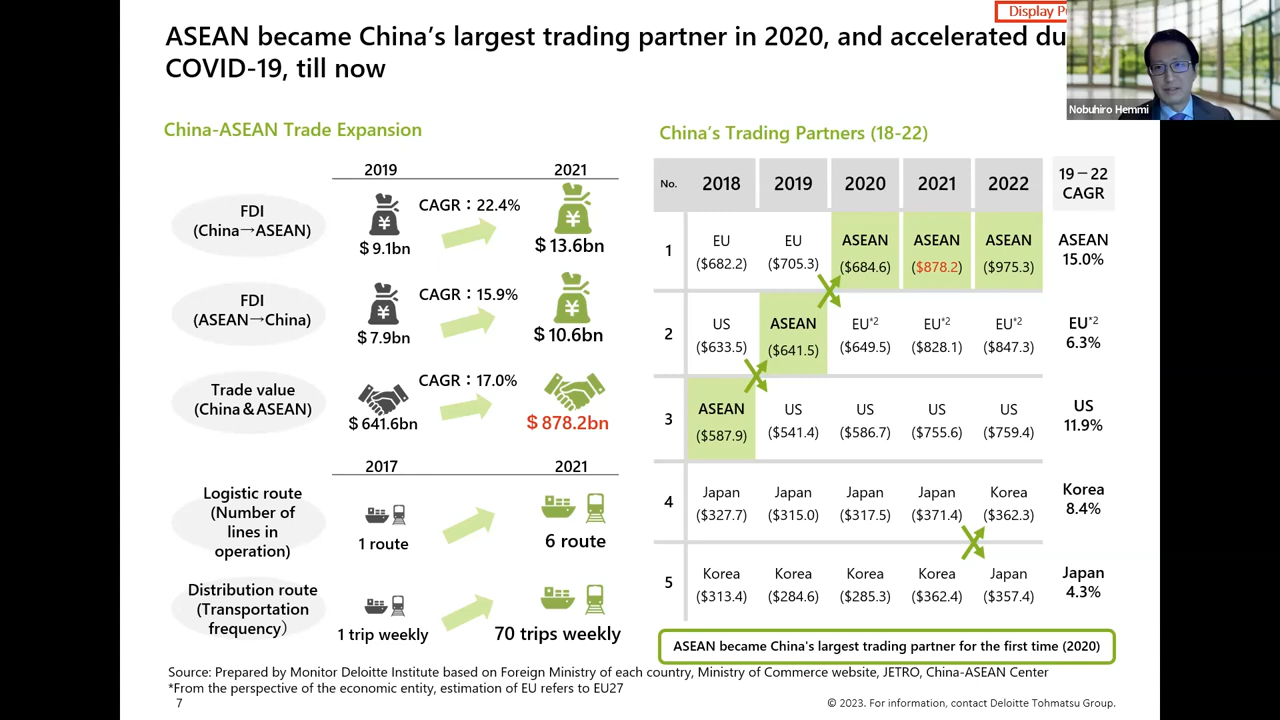 Display
ASEAN became China's largest trading partner in 2020, and accelerated
COVID-19, till now
Nobuhiro Hemmi
China-ASEAN Trade Expansion
2019
2021
FDI
(China→ASEAN)
¥
$ 9.1bn
CAGR：22.4%
¥
$ 13.6bn
FDI
(ASEAN→China)
¥
$ 7.9bn
CAGR：15.9%
¥
$ 10.6bn
Trade value
(China＆ASEAN)
$ 641.6bn
CAGR：17.0%
$ 878.2bn
2017
2021
Logistic route
(Number of
lines in
operation)
1 route
6 route
Distribution route
(Transportation
frequency）
1 trip weekly
70 trips weekly
China's Trading Partners (18-22)
No.
2018
2019
2020
2021
2022
19－22
CAGR
1
EU
($682.2)
EU
($705.3)
ASEAN
($684.6)
ASEAN
($878.2)
ASEAN
($975.3)
ASEAN
15.0%
2
US
($633.5)
ASEAN
($641.5)
EU*2
($649.5)
EU*2
($828.1)
EU*2
($847.3)
EU*2
6.3%
3
ASEAN
($587.9)
US
($541.4)
US
($586.7)
US
($755.6)
US
($759.4)
US
11.9%
4
Japan
($327.7)
Japan
($315.0)
Japan
($317.5)
Japan
($371.4)
Korea
($362.3)
Korea
8.4%
5
Korea
($313.4)
Korea
($284.6)
Korea
($285.3)
Korea
($362.4)
Japan
($357.4)
Japan
4.3%
ASEAN became China's largest trading partner for the first time (2020)
Source: Prepared by Monitor Deloitte Institute based on Foreign Ministry of each country, Ministry of Commerce website, JETRO, China-ASEAN Center
*From the perspective of the economic entity, estimation of EU refers to EU27
7
© 2023. For information, contact Deloitte Tohmatsu Group.